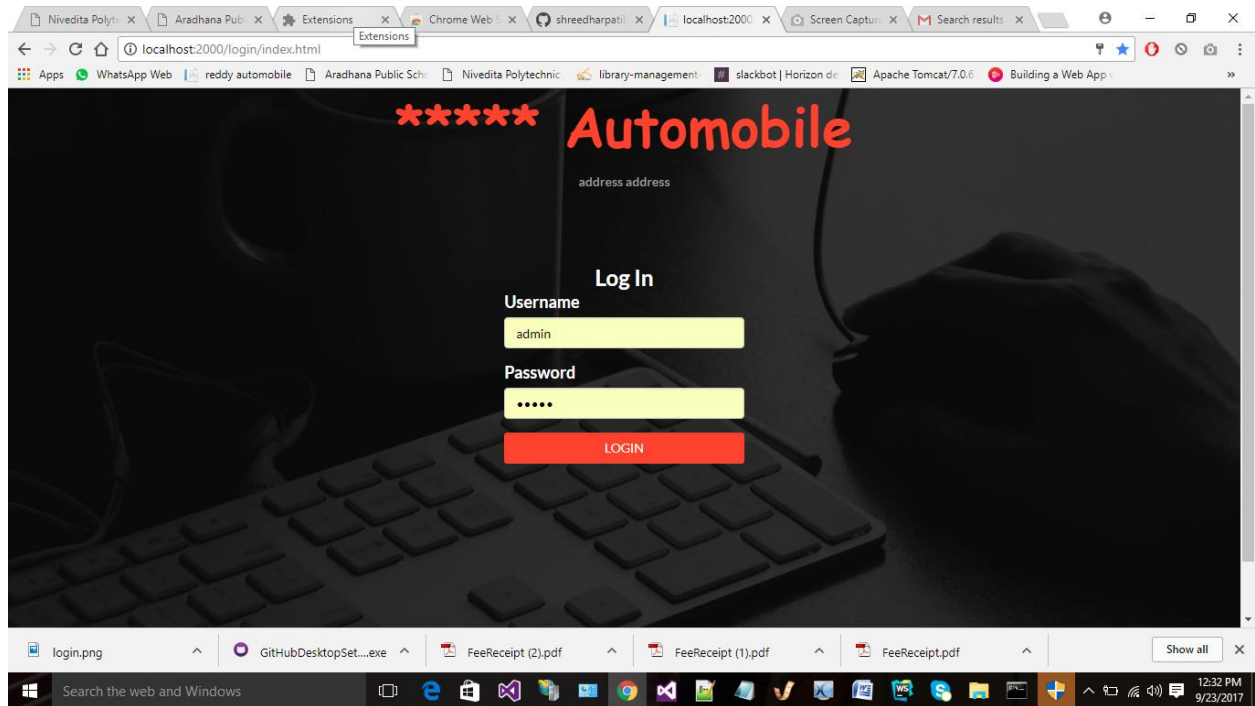 Nivedita Polyt
Aradhana Publ
Extensions
Chrome Web S
shreedharpatil
localhost:2000
Screen Captur
Search results
Extensions
localhost:2000/login/index.html
Apps
WhatsApp Web
reddy automobile
Aradhana Public Scho
Nivedita Polytechnic
library-management-
slackbot | Horizon de
Apache Tomcat/7.0.6
Building a Web App
»
***** Automobile
address address
Log In
Username
admin
Password
•••••
LOGIN
login.png
GitHubDesktopSet....exe
FeeReceipt (2).pdf
FeeReceipt (1).pdf
FeeReceipt.pdf
Show all
Search the web and Windows
12:32 PM
9/23/2017